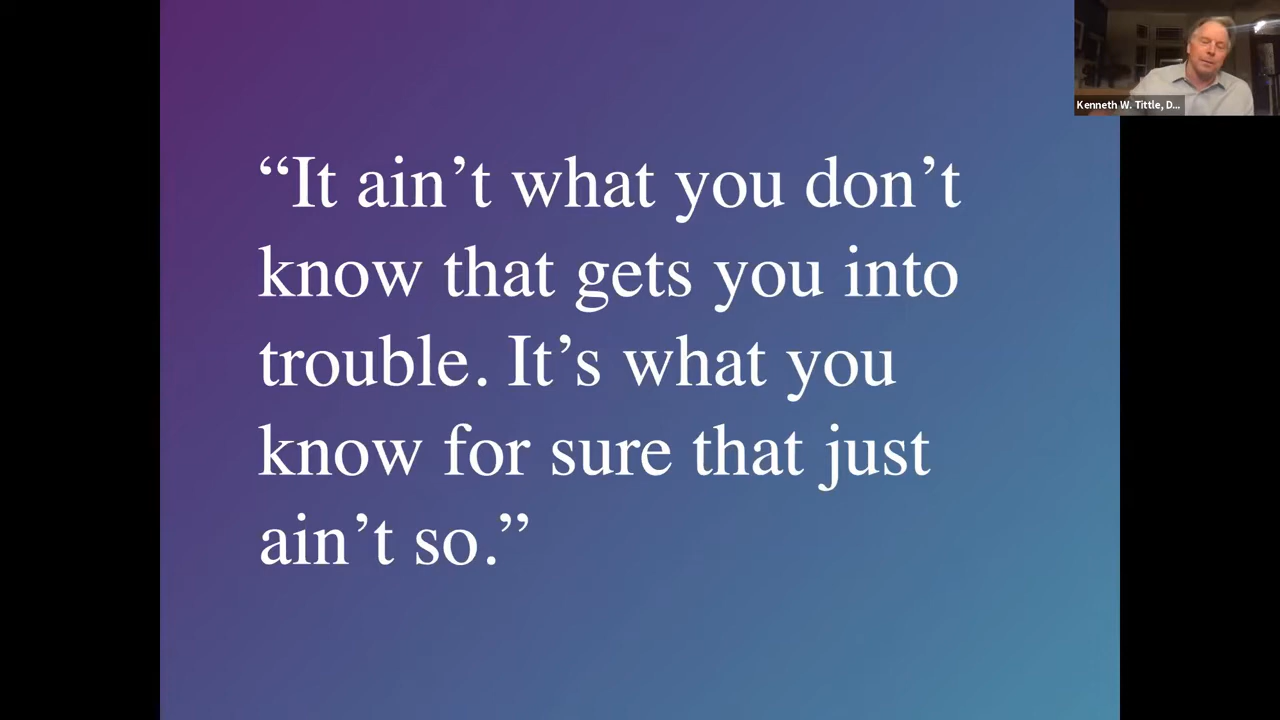 “It ain’t what you don’t
know that gets you into
trouble. It’s what you
know for sure that just
ain’t so.”
Kenneth W. Tittle, D...